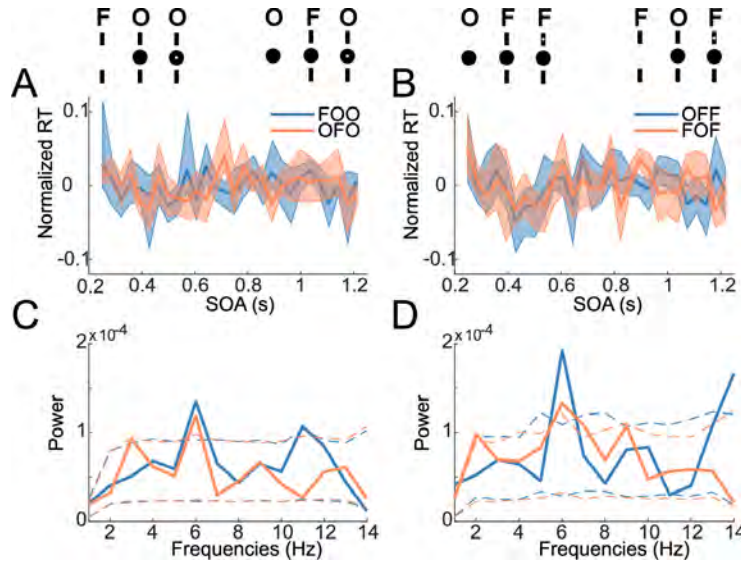 F O O O F O
O F F F O F
A
0.1
0
-0.1
Normalized RT
FOO
OFO
0.2 0.4 0.6 0.8 1.0 1.2
SOA (s)
B
0.1
0
-0.1
Normalized RT
OFF
FOF
0.2 0.4 0.6 0.8 1.0 1.2
SOA (s)
C
2 x10-4
1
0
Power
2 4 6 8 10 12 14
Frequencies (Hz)
D
2 x10-4
1
0
Power
2 4 6 8 10 12 14
Frequencies (Hz)